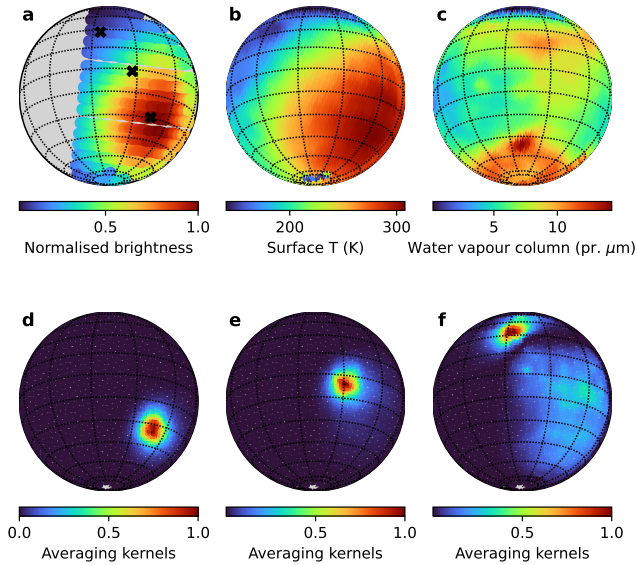 a b c
0.5 1.0 200 300 5 10
Normalised brightness Surface T (K) Water vapour column (pr. μm)
d e f
0.0 0.5 1.0 0.5 1.0 0.5 1.0
Averaging kernels Averaging kernels Averaging kernels